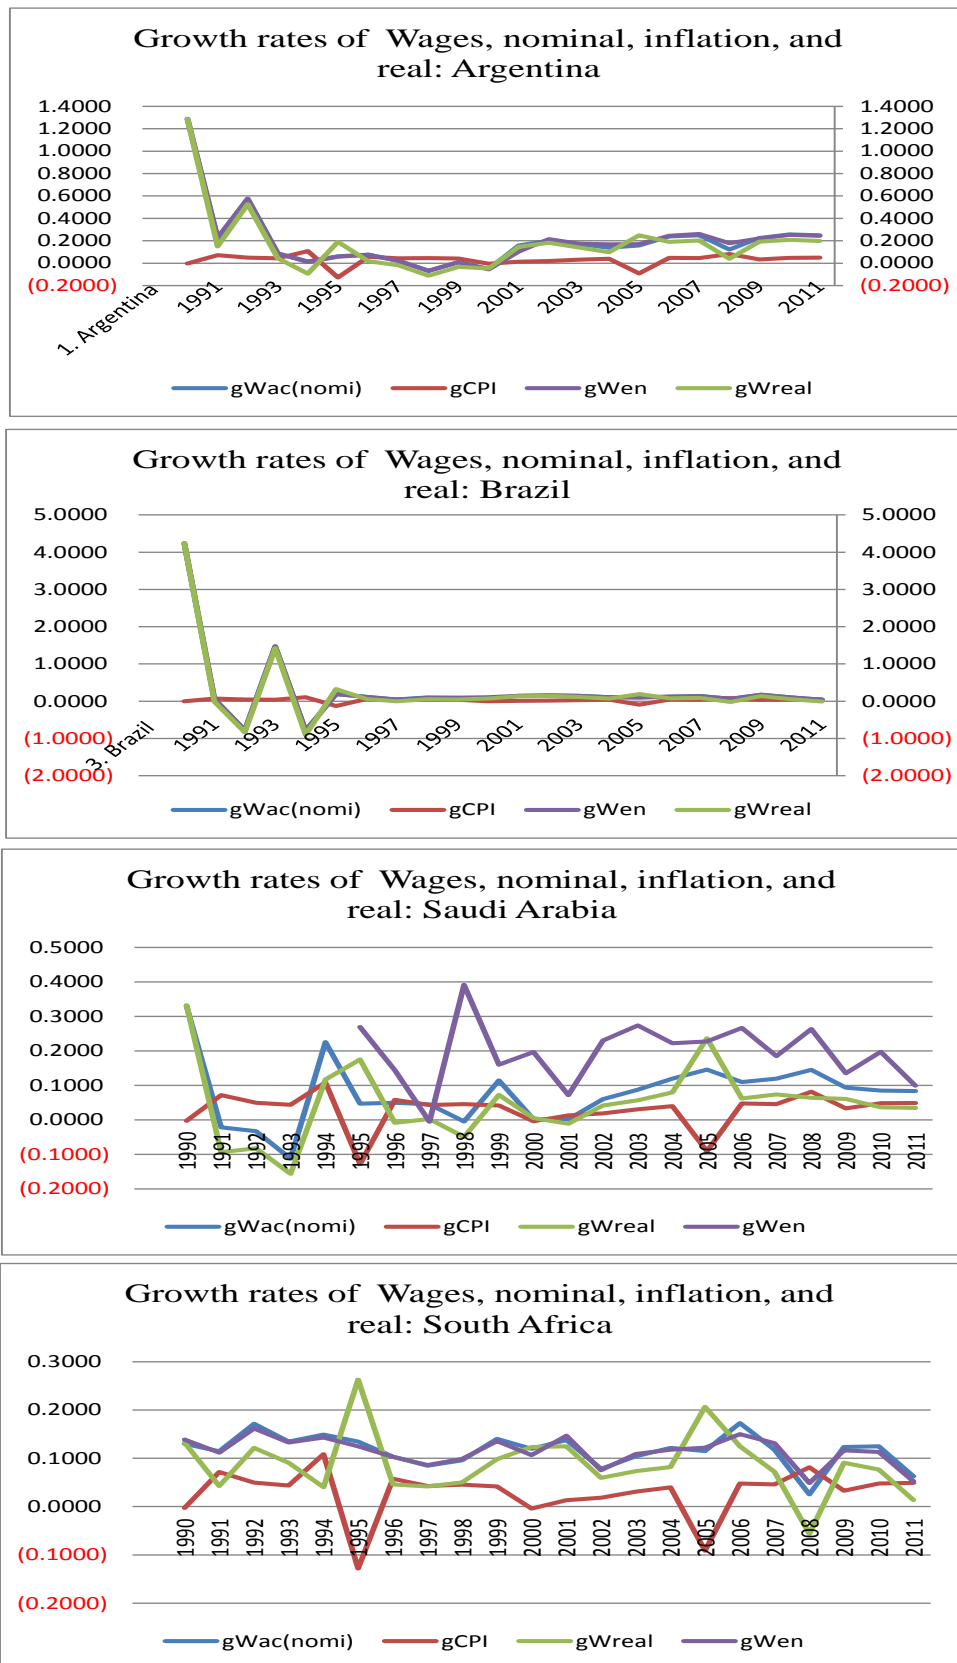 Growth rates of Wages, nominal, inflation, and
real: Argentina
1.4000 1.4000
1.2000 1.2000
1.0000 1.0000
0.8000 0.8000
0.6000 0.6000
0.4000 0.4000
0.2000 0.2000
0.0000 0.0000
(0.2000) (0.2000)
1. Argentina 1991 1993 1995 1997 1999 2001 2003 2005 2007 2009 2011
gWac(nomi) gCPI gWen gWreal
Growth rates of Wages, nominal, inflation, and
real: Brazil
5.0000 5.0000
4.0000 4.0000
3.0000 3.0000
2.0000 2.0000
1.0000 1.0000
0.0000 0.0000
(1.0000) (1.0000)
(2.0000) (2.0000)
3. Brazil 1991 1993 1995 1997 1999 2001 2003 2005 2007 2009 2011
gWac(nomi) gCPI gWen gWreal
Growth rates of Wages, nominal, inflation, and
real: Saudi Arabia
0.5000
0.4000
0.3000
0.2000
0.1000
0.0000
(0.1000)
(0.2000)
1990 1991 1992 1993 1994 1995 1996 1997 1998 1999 2000 2001 2002 2003 2004 2005 2006 2007 2008 2009 2010 2011
gWac(nomi) gCPI gWreal gWen
Growth rates of Wages, nominal, inflation, and
real: South Africa
0.3000
0.2000
0.1000
0.0000
(0.1000)
(0.2000)
1990 1991 1992 1993 1994 1995 1996 1997 1998 1999 2000 2001 2002 2003 2004 2005 2006 2007 2008 2009 2010 2011
gWac(nomi) gCPI gWreal gWen